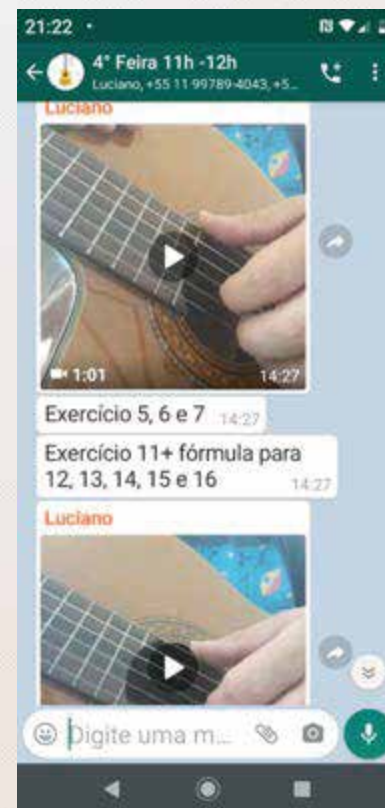 21:22
4° Feira 11h -12h
Luciano, +55 11 99789-4043, +5...
Luciano
1:01 14:27
Exercício 5, 6 e 7 14:27
Exercício 11+ fórmula para
12, 13, 14, 15 e 16 14:27
Luciano
Digite uma m...